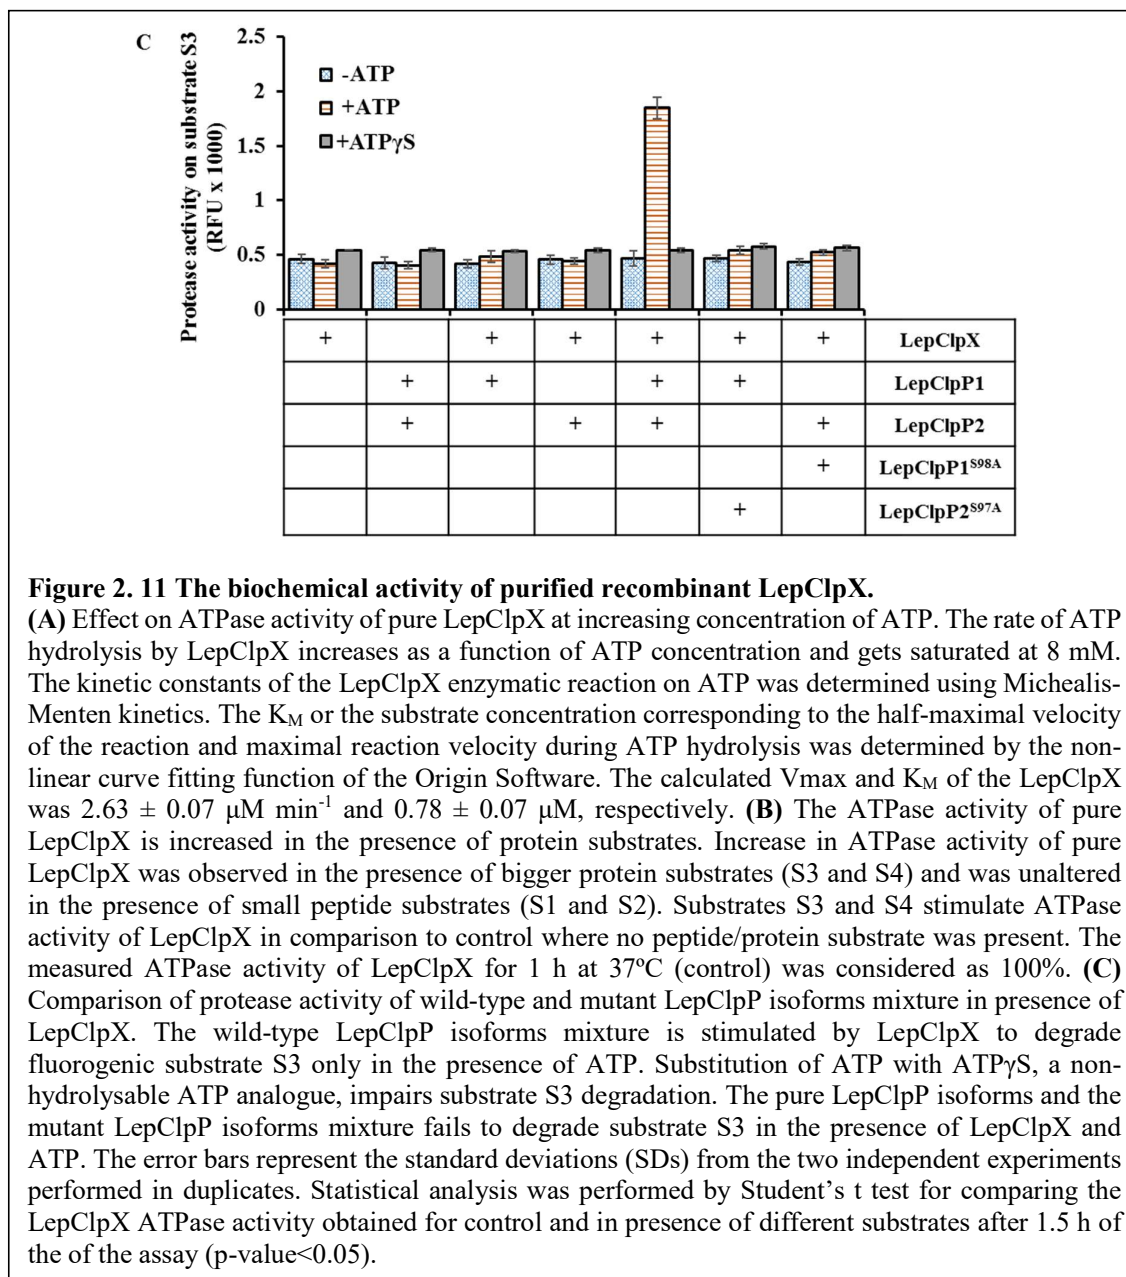 C
Protease activity on substrate S3
(RFU x 1000)
2.5
2
1.5
1
0.5
0
-ATP
+ATP
+ATPγS
+ + + + + + LepClpX
+ + + + LepClpP1
+ + + + LepClpP2
+ LepClpP1S98A
+ LepClpP2S97A
Figure 2. 11 The biochemical activity of purified recombinant LepClpX.
(A) Effect on ATPase activity of pure LepClpX at increasing concentration of ATP. The rate of ATP
hydrolysis by LepClpX increases as a function of ATP concentration and gets saturated at 8 mM.
The kinetic constants of the LepClpX enzymatic reaction on ATP was determined using Michealis-
Menten kinetics. The KM or the substrate concentration corresponding to the half-maximal velocity
of the reaction and maximal reaction velocity during ATP hydrolysis was determined by the non-
linear curve fitting function of the Origin Software. The calculated Vmax and KM of the LepClpX
was 2.63 ± 0.07 μM min-1 and 0.78 ± 0.07 μM, respectively. (B) The ATPase activity of pure
LepClpX is increased in the presence of protein substrates. Increase in ATPase activity of pure
LepClpX was observed in the presence of bigger protein substrates (S3 and S4) and was unaltered
in the presence of small peptide substrates (S1 and S2). Substrates S3 and S4 stimulate ATPase
activity of LepClpX in comparison to control where no peptide/protein substrate was present. The
measured ATPase activity of LepClpX for 1 h at 37ºC (control) was considered as 100%. (C)
Comparison of protease activity of wild-type and mutant LepClpP isoforms mixture in presence of
LepClpX. The wild-type LepClpP isoforms mixture is stimulated by LepClpX to degrade
fluorogenic substrate S3 only in the presence of ATP. Substitution of ATP with ATPγS, a non-
hydrolysable ATP analogue, impairs substrate S3 degradation. The pure LepClpP isoforms and the
mutant LepClpP isoforms mixture fails to degrade substrate S3 in the presence of LepClpX and
ATP. The error bars represent the standard deviations (SDs) from the two independent experiments
performed in duplicates. Statistical analysis was performed by Student's t test for comparing the
LepClpX ATPase activity obtained for control and in presence of different substrates after 1.5 h of
the of the assay (p-value<0.05).